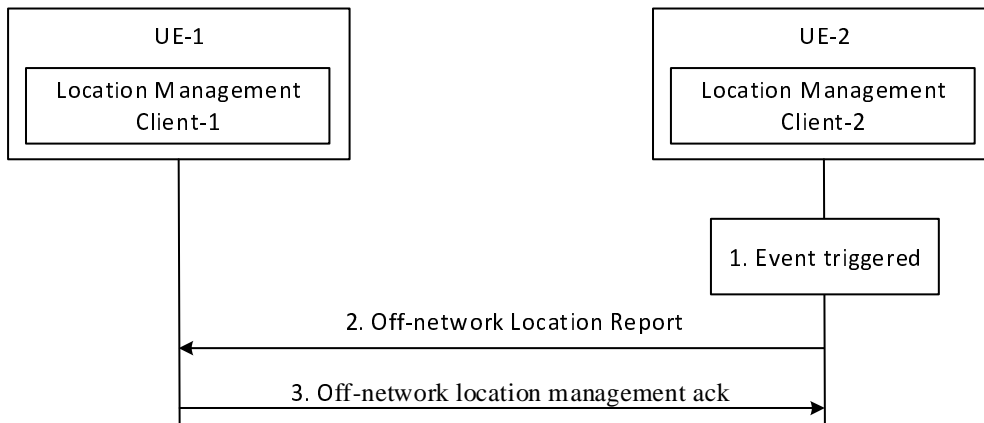 UE-1
Location Management
Client-1
UE-2
Location Management
Client-2
1. Event triggered
2. Off-network Location Report
3. Off-network location management ack